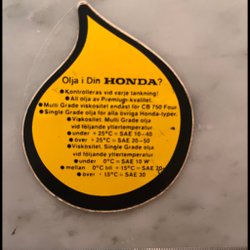 Olja i Din HONDA?
● Kontrolleras vid varje tankning!
● All olja av Premium-kvalitet.
● Multi Grade viskositet endast för CB 750 Four
● Single Grade olja för alla övriga Honda-typer.
● Viskositet. Multi Grade olja
vid följande yttertemperatur
● under +25°C = SAE 10-40
● över +25°C = SAE 20-50
● Viskositet. Single Grade olja
vid följande yttertemperatur
● under 0°C = SAE 10 W
● mellan 0°C till +15°C = SAE 20
● över +15°C = SAE 30